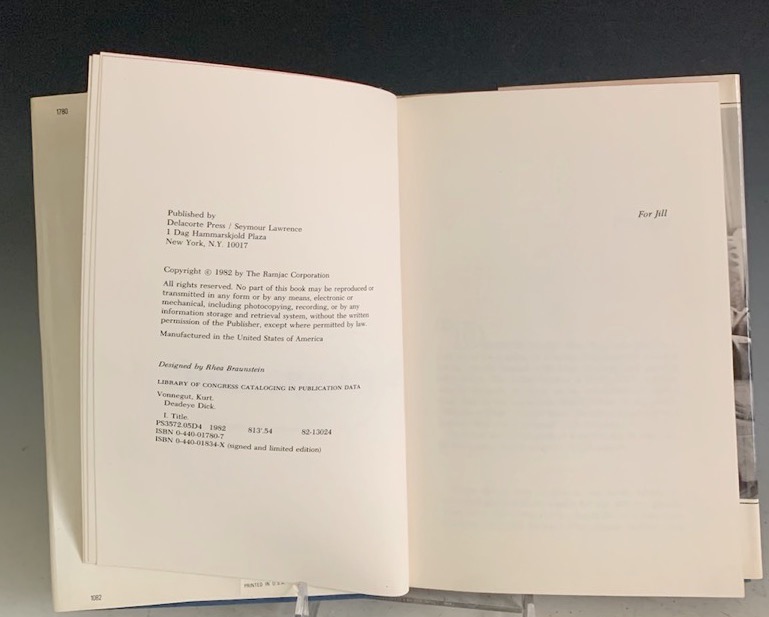 1780
Published by
Delacorte Press / Seymour Lawrence
1 Dag Hammarskjold Plaza
New York, N.Y. 10017
Copyright © 1982 by The Ramjac Corporation
All rights reserved. No part of this book may be reproduced or
transmitted in any form or by any means, electronic or
mechanical, including photocopying, recording, or by any
information storage and retrieval system, without the written
permission of the Publisher, except where permitted by law.
Manufactured in the United States of America
Designed by Rhea Braunstein
LIBRARY OF CONGRESS CATALOGING IN PUBLICATION DATA
Vonnegut, Kurt.
Deadeye Dick.
I. Title.
PS3572.O5D4 1982 813'.54 82-13024
ISBN 0-440-01780-7
ISBN 0-440-01834-X (signed and limited edition)
PRINTED IN U.S.A.
1082
For Jill